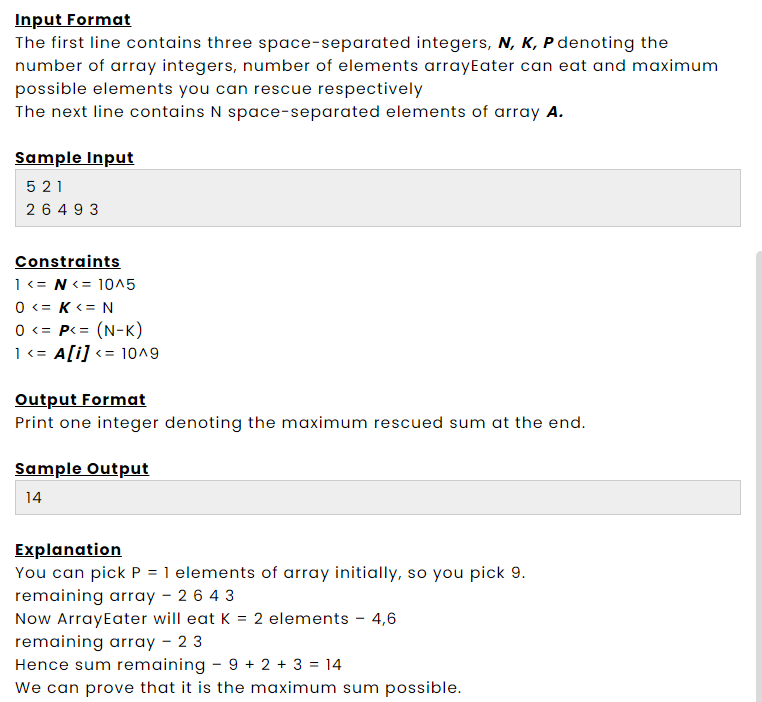 Input Format
The first line contains three space-separated integers, N, K, P denoting the
number of array integers, number of elements arrayEater can eat and maximum
possible elements you can rescue respectively
The next line contains N space-separated elements of array A.
Sample Input
5 2 1
2 6 4 9 3
Constraints
1 <= N <= 10^5
0 <= K <= N
0 <= P<= (N-K)
1 <= A[i] <= 10^9
Output Format
Print one integer denoting the maximum rescued sum at the end.
Sample Output
14
Explanation
You can pick P = 1 elements of array initially, so you pick 9.
remaining array – 2 6 4 3
Now ArrayEater will eat K = 2 elements – 4,6
remaining array – 2 3
Hence sum remaining – 9 + 2 + 3 = 14
We can prove that it is the maximum sum possible.